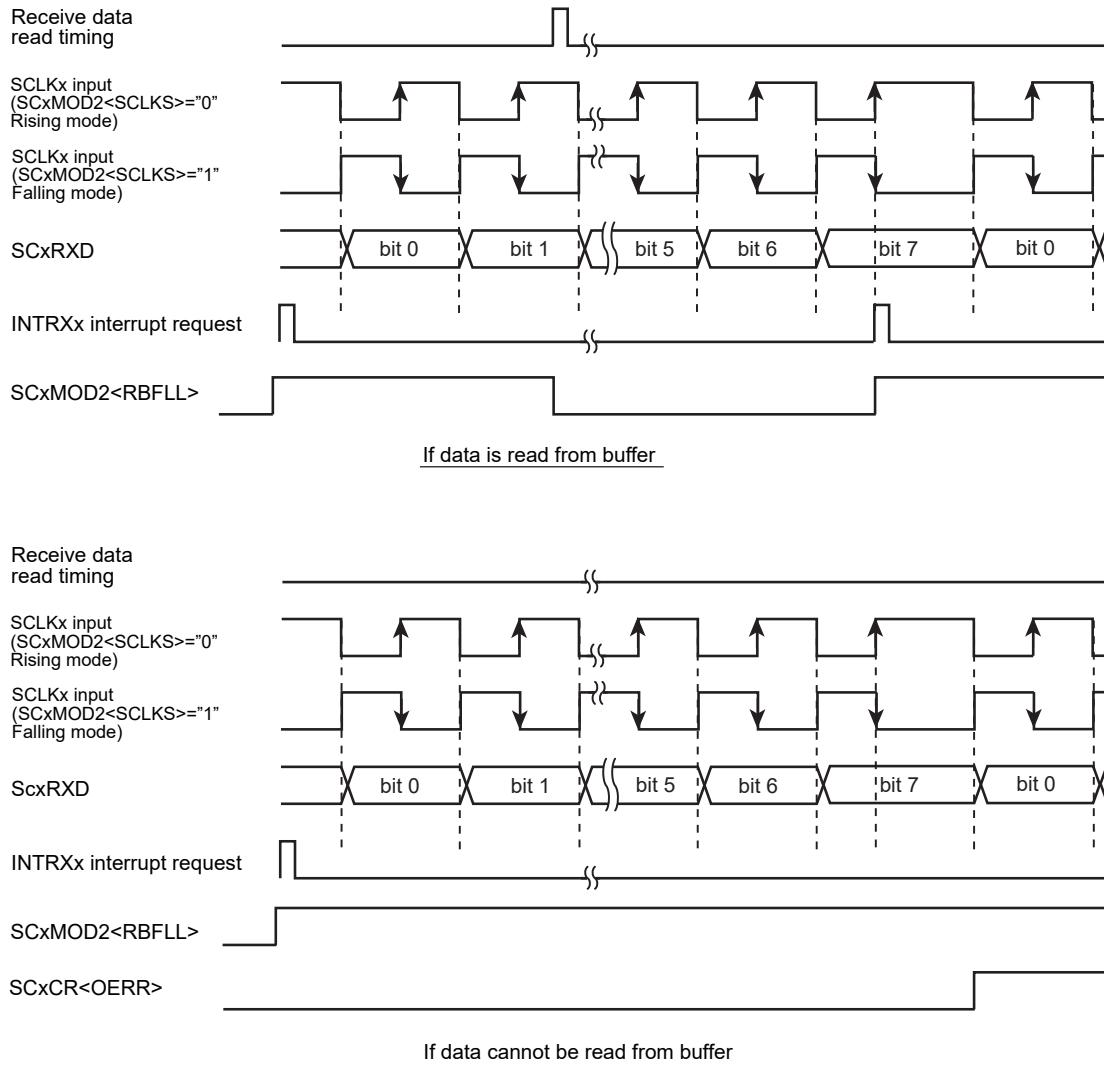 Receive data
read timing
SCLKx input
(SCxMOD2<SCLKS>=”0”
Rising mode)
SCLKx input
(SCxMOD2<SCLKS>=”1”
Falling mode)
SCxRXD
bit 0 bit 1 bit 5 bit 6 bit 7 bit 0
INTRXx interrupt request
SCxMOD2<RBFLL>
If data is read from buffer
Receive data
read timing
SCLKx input
(SCxMOD2<SCLKS>=”0”
Rising mode)
SCLKx input
(SCxMOD2<SCLKS>=”1”
Falling mode)
ScxRXD
bit 0 bit 1 bit 5 bit 6 bit 7 bit 0
INTRXx interrupt request
SCxMOD2<RBFLL>
SCxCR<OERR>
If data cannot be read from buffer